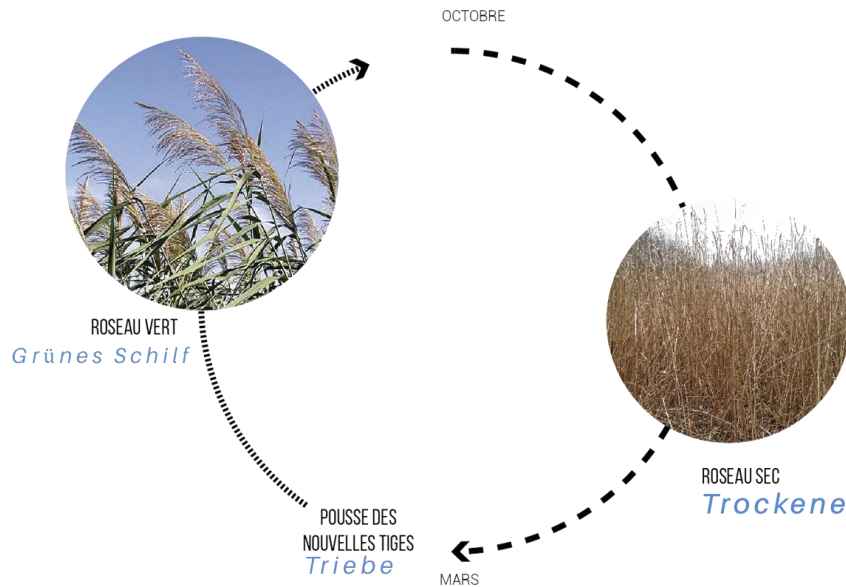 OCTOBRE
ROSEAU VERT
Grünes Schilf
ROSEAU SEC
Trockene
POUSSE DES
NOUVELLES TIGES
Triebe
MARS